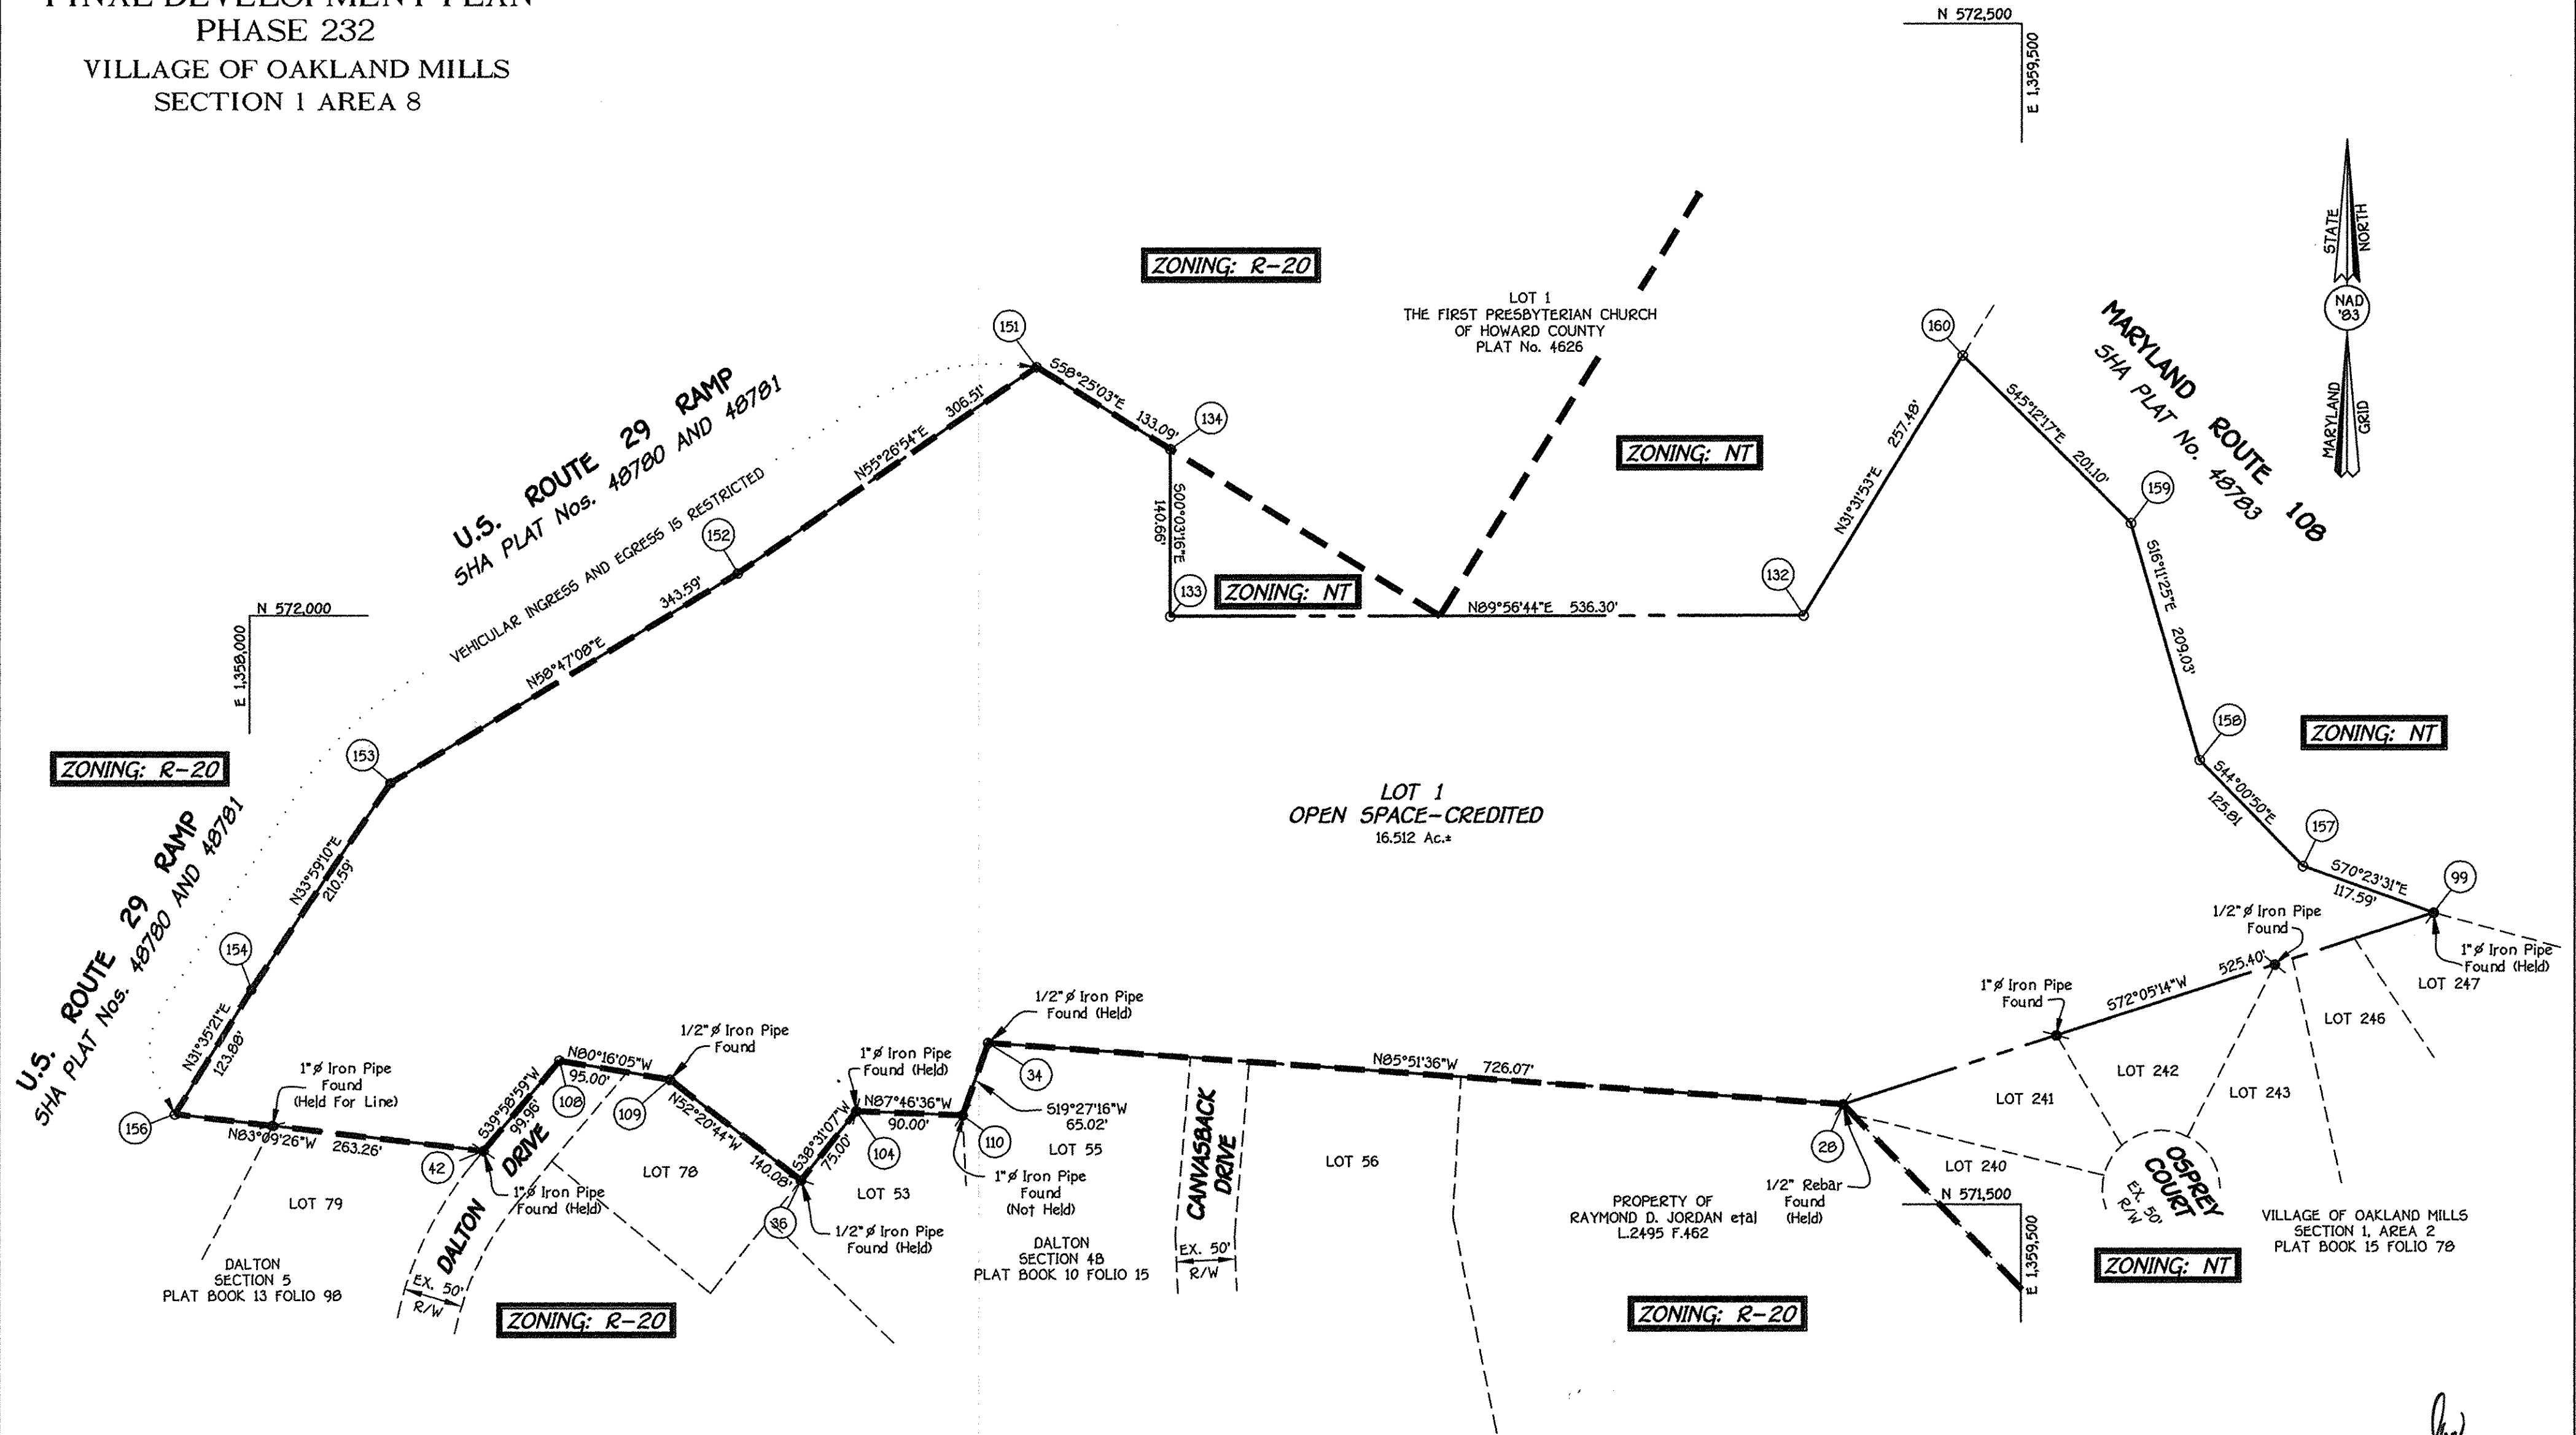 FINAL DEVELOPMENT PLAN
PHASE 232
VILLAGE OF OAKLAND MILLS
SECTION 1 AREA 8
N 572,500
E 1,359,500
STATE
NORTH
NAD
'83
MARYLAND
GRID
ZONING: R-20
LOT 1
THE FIRST PRESBYTERIAN CHURCH
OF HOWARD COUNTY
PLAT No. 4626
151
160
MARYLAND ROUTE 108
SHA PLAT No. 48783
U.S. ROUTE 29 RAMP
SHA PLAT Nos. 48780 AND 48781
VEHICULAR INGRESS AND EGRESS IS RESTRICTED
N55°26'54"E 306.51'
S58°25'03"E 133.09'
134
ZONING: NT
N31°31'53"E 257.48'
S45°12'17"E 201.10'
159
152
S00°03'16"E
140.66'
133
ZONING: NT
N89°56'44"E 536.30'
132
S16°11'25"E 209.03'
N 572,000
E 1,358,000
N58°47'08"E 343.59'
153
ZONING: R-20
158
ZONING: NT
LOT 1
OPEN SPACE-CREDITED
16.512 Ac.±
S44°00'50"E
125.81
157
S70°23'31"E
117.59'
99
U.S. ROUTE 29 RAMP
SHA PLAT Nos. 48780 AND 48781
N33°59'10"E
210.59'
154
N31°35'21"E
123.88'
156
1"ø Iron Pipe
Found
(Held For Line)
N83°09'26"W 263.26'
42
S39°58'59"W
99.96'
108
N80°16'05"W
95.00'
109
1/2"ø Iron Pipe
Found
N52°20'44"W 140.08'
36
S38°31'07"W
75.00'
104
1"ø Iron Pipe
Found (Held)
N87°46'36"W
90.00'
110
1/2"ø Iron Pipe
Found (Held)
34
S19°27'16"W
65.02'
N85°51'36"W 726.07'
28
1"ø Iron Pipe
Found
S72°05'14"W 525.40'
1/2"ø Iron Pipe
Found
1"ø Iron Pipe
Found (Held)
LOT 247
LOT 246
LOT 242
LOT 243
LOT 241
LOT 240
OSPREY
COURT
EX. 50'
R/W
1"ø Iron Pipe
Found (Held)
LOT 79
DALTON
DRIVE
EX. 50'
R/W
LOT 78
1/2"ø Iron Pipe
Found (Held)
LOT 53
1"ø Iron Pipe
Found
(Not Held)
LOT 55
CANVASBACK
DRIVE
EX. 50'
R/W
LOT 56
1/2" Rebar
Found
(Held)
PROPERTY OF
RAYMOND D. JORDAN etal
L.2495 F.462
N 571,500
E 1,359,500
DALTON
SECTION 5
PLAT BOOK 13 FOLIO 98
DALTON
SECTION 4B
PLAT BOOK 10 FOLIO 15
VILLAGE OF OAKLAND MILLS
SECTION 1, AREA 2
PLAT BOOK 15 FOLIO 78
ZONING: NT
ZONING: R-20
ZONING: R-20